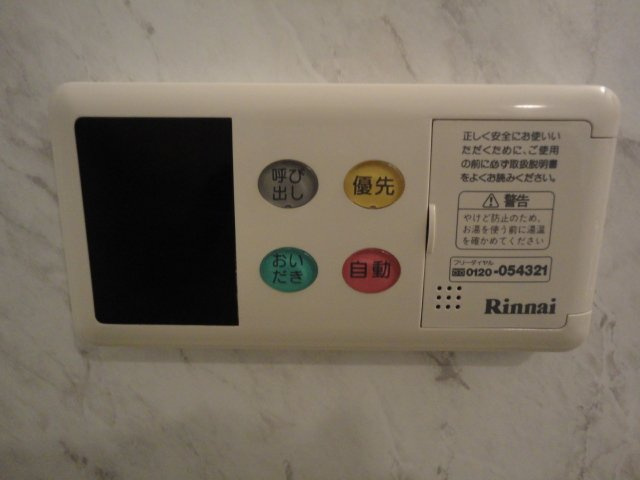 呼び
出し
優先
おい
だき
自動
正しく安全にお使いい
ただくために、ご使用
の前に必ず取扱説明書
をよくお読みください。
警告
やけど防止のため、
お湯を使う前に湯温
を確かめてください
フリーダイヤル
0120-054321
Rinnai